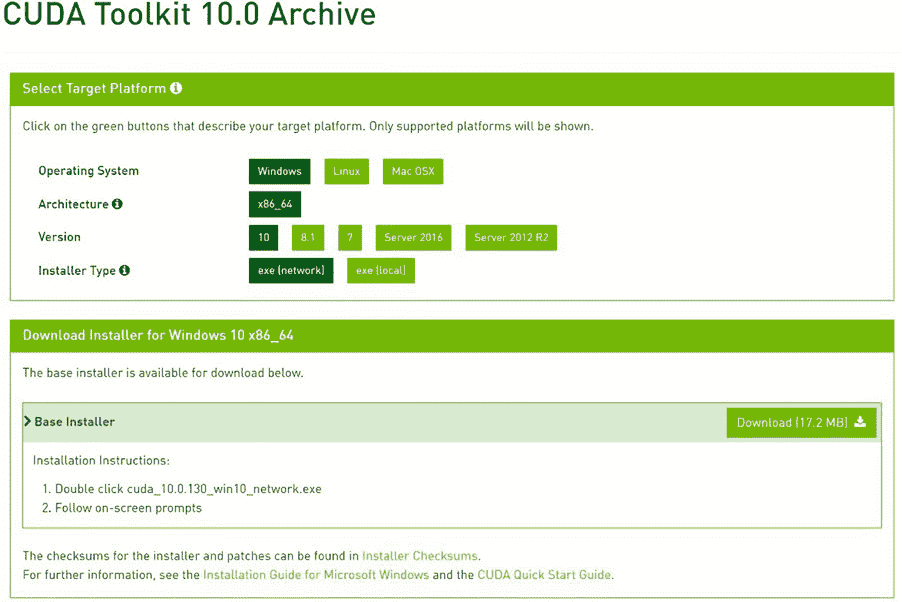 CUDA Toolkit 10.0 Archive
Select Target Platform
Click on the green buttons that describe your target platform. Only supported platforms will be shown.
Operating System Windows Linux Mac OSX
Architecture x86_64
Version 10 8.1 7 Server 2016 Server 2012 R2
Installer Type exe (network) exe (local)
Download Installer for Windows 10 x86_64
The base installer is available for download below.
Base Installer Download (17.2 MB)
Installation Instructions:
1. Double click cuda_10.0.130_win10_network.exe
2. Follow on-screen prompts
The checksums for the installer and patches can be found in Installer Checksums.
For further information, see the Installation Guide for Microsoft Windows and the CUDA Quick Start Guide.